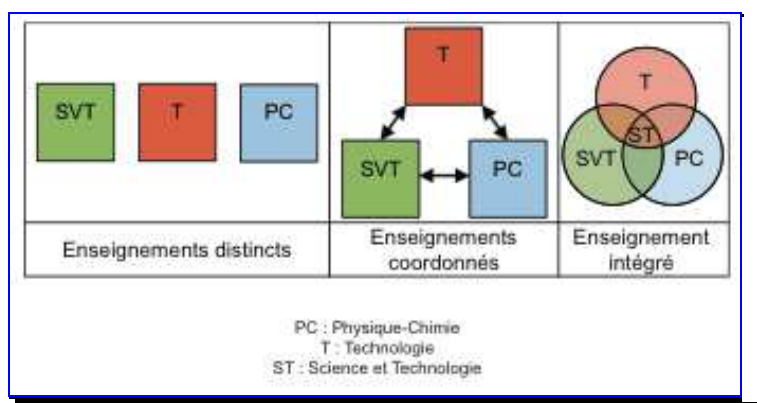 SVT T PC
T
SVT PC
T
ST
SVT PC
Enseignements distincts
Enseignements
coordonnés
Enseignement
intégré
PC : Physique-Chimie
T : Technologie
ST : Science et Technologie